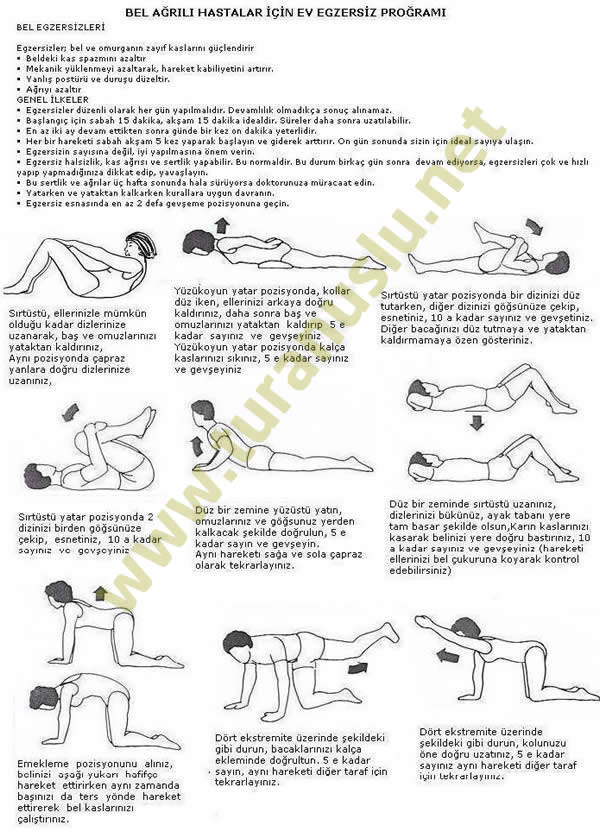 BEL AĞRILI HASTALAR İÇİN EV EGZERSİZ PROĞRAMI
BEL EGZERSİZLERİ
Egzersizler; bel ve omurganın zayıf kaslarını güçlendirir
• Beldeki kas spazmını azaltır
• Mekanik yüklenmeyi azaltarak, hareket kabiliyetini artırır.
• Yanlış postürü ve duruşu düzeltir.
• Ağrıyı azaltır
GENEL İLKELER
• Egzersizler düzenli olarak her gün yapılmalıdır. Devamlılık olmadıkça sonuç alınamaz.
• Başlangıç için sabah 15 dakika, akşam 15 dakika idealdir. Süreler daha sonra uzatılabilir.
• En az iki ay devam ettikten sonra günde bir kez on dakika yeterlidir.
• Her bir hareketi sabah akşam 5 kez yaparak başlayın ve giderek arttırır. On gün sonunda sizin için ideal sayıya ulaşın.
• Egzersizin sayısına değil, iyi yapılmasına önem verin.
• Egzersiz halsizlik, kas ağrısı ve sertlik yapabilir. Bu normaldir. Bu durum birkaç gün sonra devam ediyorsa, egzersizleri çok ve hızlı
yapıp yapmadığınıza dikkat edip, yavaşlayın.
• Bu sertlik ve ağrılar üç hafta sonunda hala sürüyorsa doktorunuza müracaat edin.
• Yatarken ve yataktan kalkarken kurallara uygun davranın.
• Egzersiz esnasında en az 2 defa gevşeme pozisyonuna geçin.
Sırtüstü, ellerinizle mümkün
olduğu kadar dizlerinize
uzanarak, baş ve omuzlarınızı
yataktan kaldırınız,
Aynı pozisyonda çapraz
yanlara doğru dizlerinize
uzanınız,
Yüzükoyun yatar pozisyonda, kollar
düz iken, ellerinizi arkaya doğru
kaldırınız, daha sonra baş ve
omuzlarınızı yataktan kaldırıp 5 e
kadar sayınız ve gevşeyiniz
Yüzükoyun yatar pozisyonda kalça
kaslarınızı sıkınız, 5 e kadar sayınız
ve gevşeyiniz
Sırtüstü yatar pozisyonda bir dizinizi düz
tutarken, diğer dizinizi göğsünüze çekip,
esnetiniz, 10 a kadar sayınız ve gevşetiniz.
Diğer bacağınızı düz tutmaya ve yataktan
kaldırmamaya özen gösteriniz.
Sırtüstü yatar pozisyonda 2
dizinizi birden göğsünüze
çekip, esnetiniz, 10 a kadar
sayınız ve gevşeyiniz
Düz bir zemine yüzüstü yatın,
omuzlarınız ve göğsunuz yerden
kalkacak şekilde doğrulun, 5 e
kadar sayın ve gevşeyin.
Aynı hareketi sağa ve sola çapraz
olarak tekrarlayınız.
Düz bir zeminde sırtüstü uzanınız,
dizlerinizi bükünüz, ayak tabanı yere
tam basar şekilde olsun,Karın kaslarınızı
kasarak belinizi yere doğru bastırınız, 10
a kadar sayınız ve gevşeyiniz (hareketi
ellerinizi bel çukuruna koyarak kontrol
edebilirsiniz)
Emekleme pozisyonunu alınız,
belinizi aşağı yukarı hafifçe
hareket ettirirken aynı zamanda
başınızı da ters yönde hareket
ettirerek bel kaslarınızı
çalıştırınız.
Dört ekstremite üzerinde şekildeki
gibi durun, bacaklarınızı kalça
ekleminde doğrultun. 5 e kadar
sayın, aynı hareketi diğer taraf için
tekrarlayınız.
Dört ekstremite üzerinde
şekildeki gibi durun, kolunuzu
öne doğru uzatınız, 5 e kadar
sayınız aynı hareketi diğer taraf
için tekrarlayınız.
www.turanuslu.net